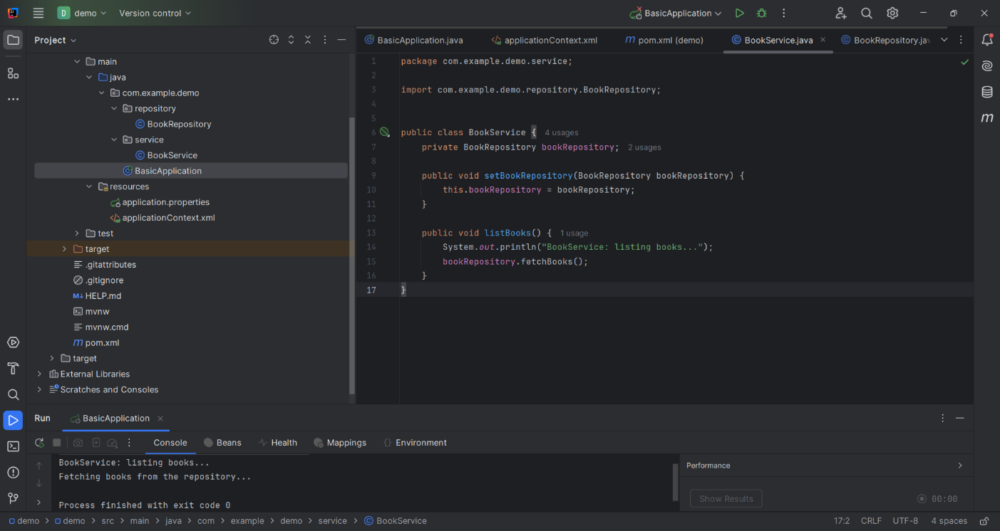 D demo Version control BasicApplication
Project
BasicApplication.java applicationContext.xml m pom.xml (demo) BookService.java BookRepository.jav
main
java
com.example.demo
repository
BookRepository
service
BookService
BasicApplication
resources
application.properties
applicationContext.xml
test
target
.gitattributes
.gitignore
HELP.md
mvnw
mvnw.cmd
pom.xml
target
External Libraries
Scratches and Consoles
1 package com.example.demo.service;
2
3 import com.example.demo.repository.BookRepository;
4
5
6 public class BookService { 4 usages
7 private BookRepository bookRepository; 2 usages
8
9 public void setBookRepository(BookRepository bookRepository) {
10 this.bookRepository = bookRepository;
11 }
12
13 public void listBooks() { 1 usage
14 System.out.println("BookService: listing books...");
15 bookRepository.fetchBooks();
16 }
17 }
Run BasicApplication
Console Beans Health Mappings Environment
BookService: listing books...
Fetching books from the repository...
Process finished with exit code 0
Performance
Show Results 00:00
demo > demo > src > main > java > com > example > demo > service > BookService 17:2 CRLF UTF-8 4 spaces